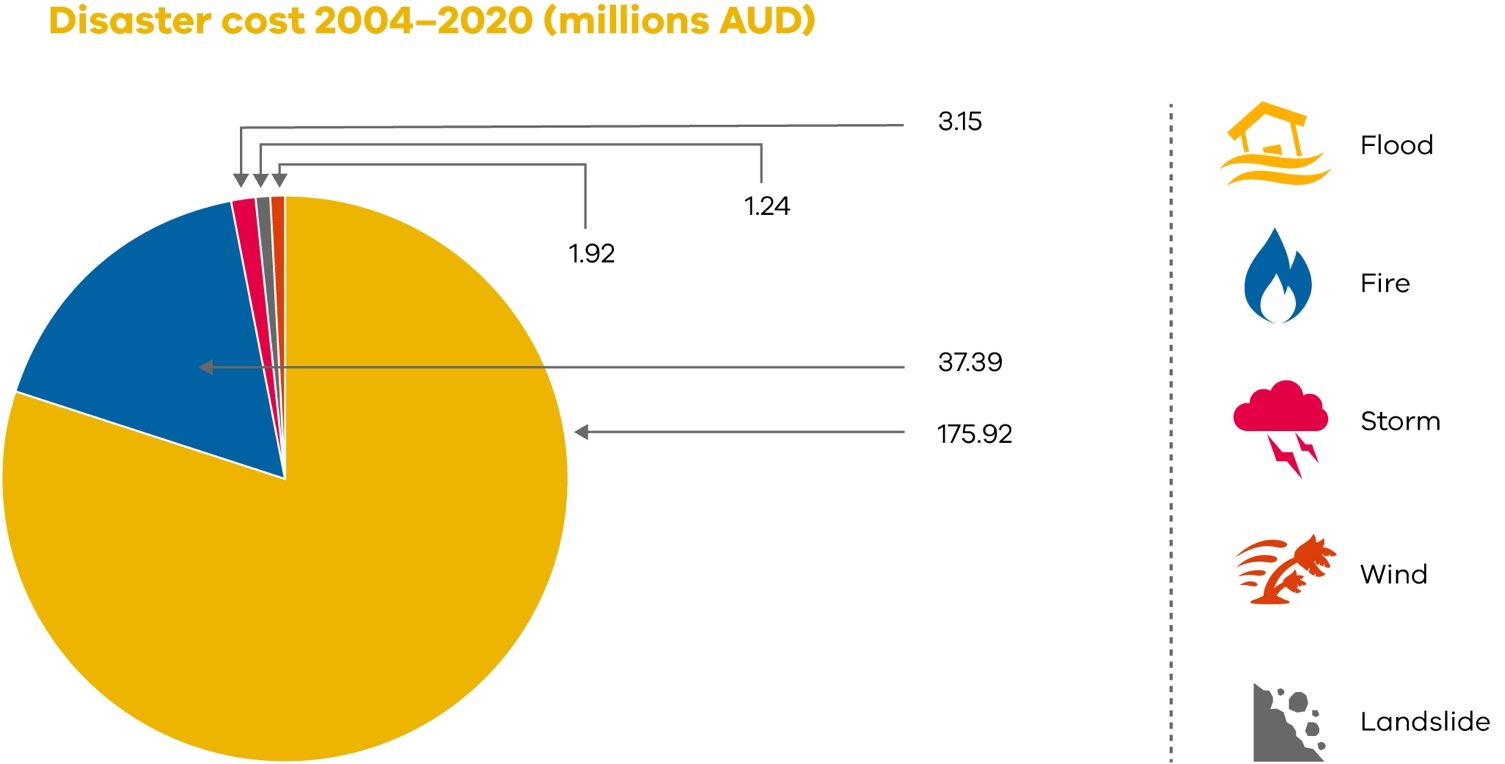 Disaster cost 2004–2020 (millions AUD)
3.15
1.24
1.92
37.39
175.92
Flood
Fire
Storm
Wind
Landslide